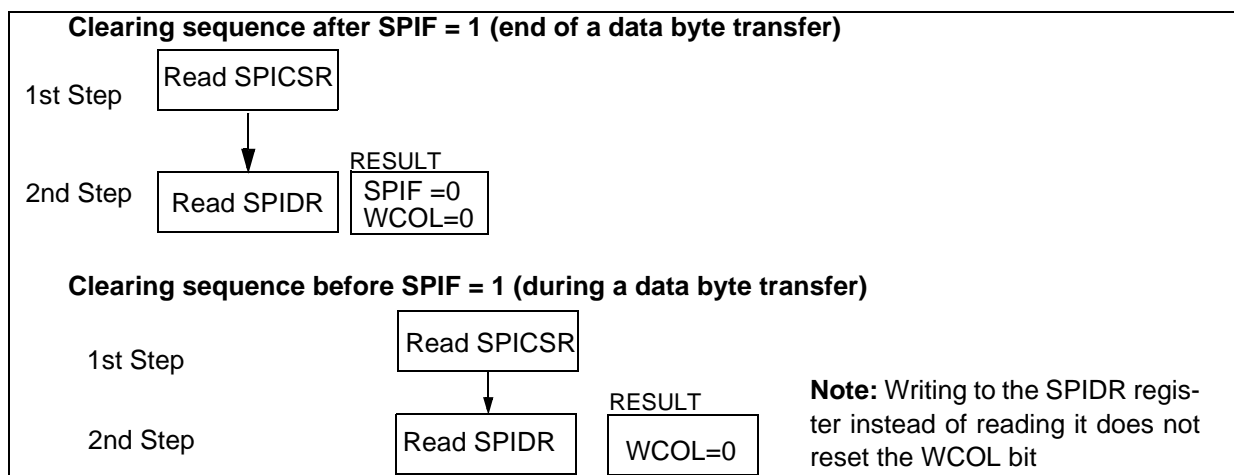 Clearing sequence after SPIF = 1 (end of a data byte transfer)
1st Step
Read SPICSR
2nd Step
Read SPIDR
RESULT
SPIF =0
WCOL=0
Clearing sequence before SPIF = 1 (during a data byte transfer)
1st Step
Read SPICSR
2nd Step
Read SPIDR
RESULT
WCOL=0
Note: Writing to the SPIDR regis-
ter instead of reading it does not
reset the WCOL bit